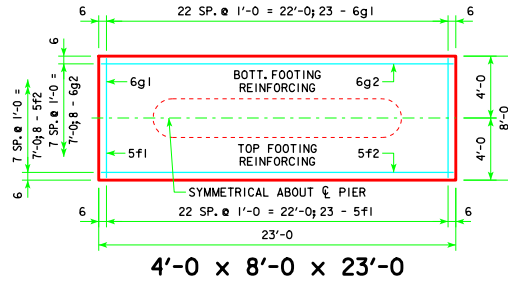 6 22 SP. @ 1'-0 = 22'-0; 23 - 6g1 6
6
7 SP. @ 1'-0 =
7'-0; 8 - 5f2
7 SP. @ 1'-0 =
7'-0; 8 - 6g2
6
6g1
BOTT. FOOTING
REINFORCING
6g2
4'-0
8'-0
4'-0
5f1
TOP FOOTING
REINFORCING
5f2
SYMMETRICAL ABOUT ℄ PIER
6 22 SP. @ 1'-0 = 22'-0; 23 - 5f1 6
23'-0
4'-0 x 8'-0 x 23'-0